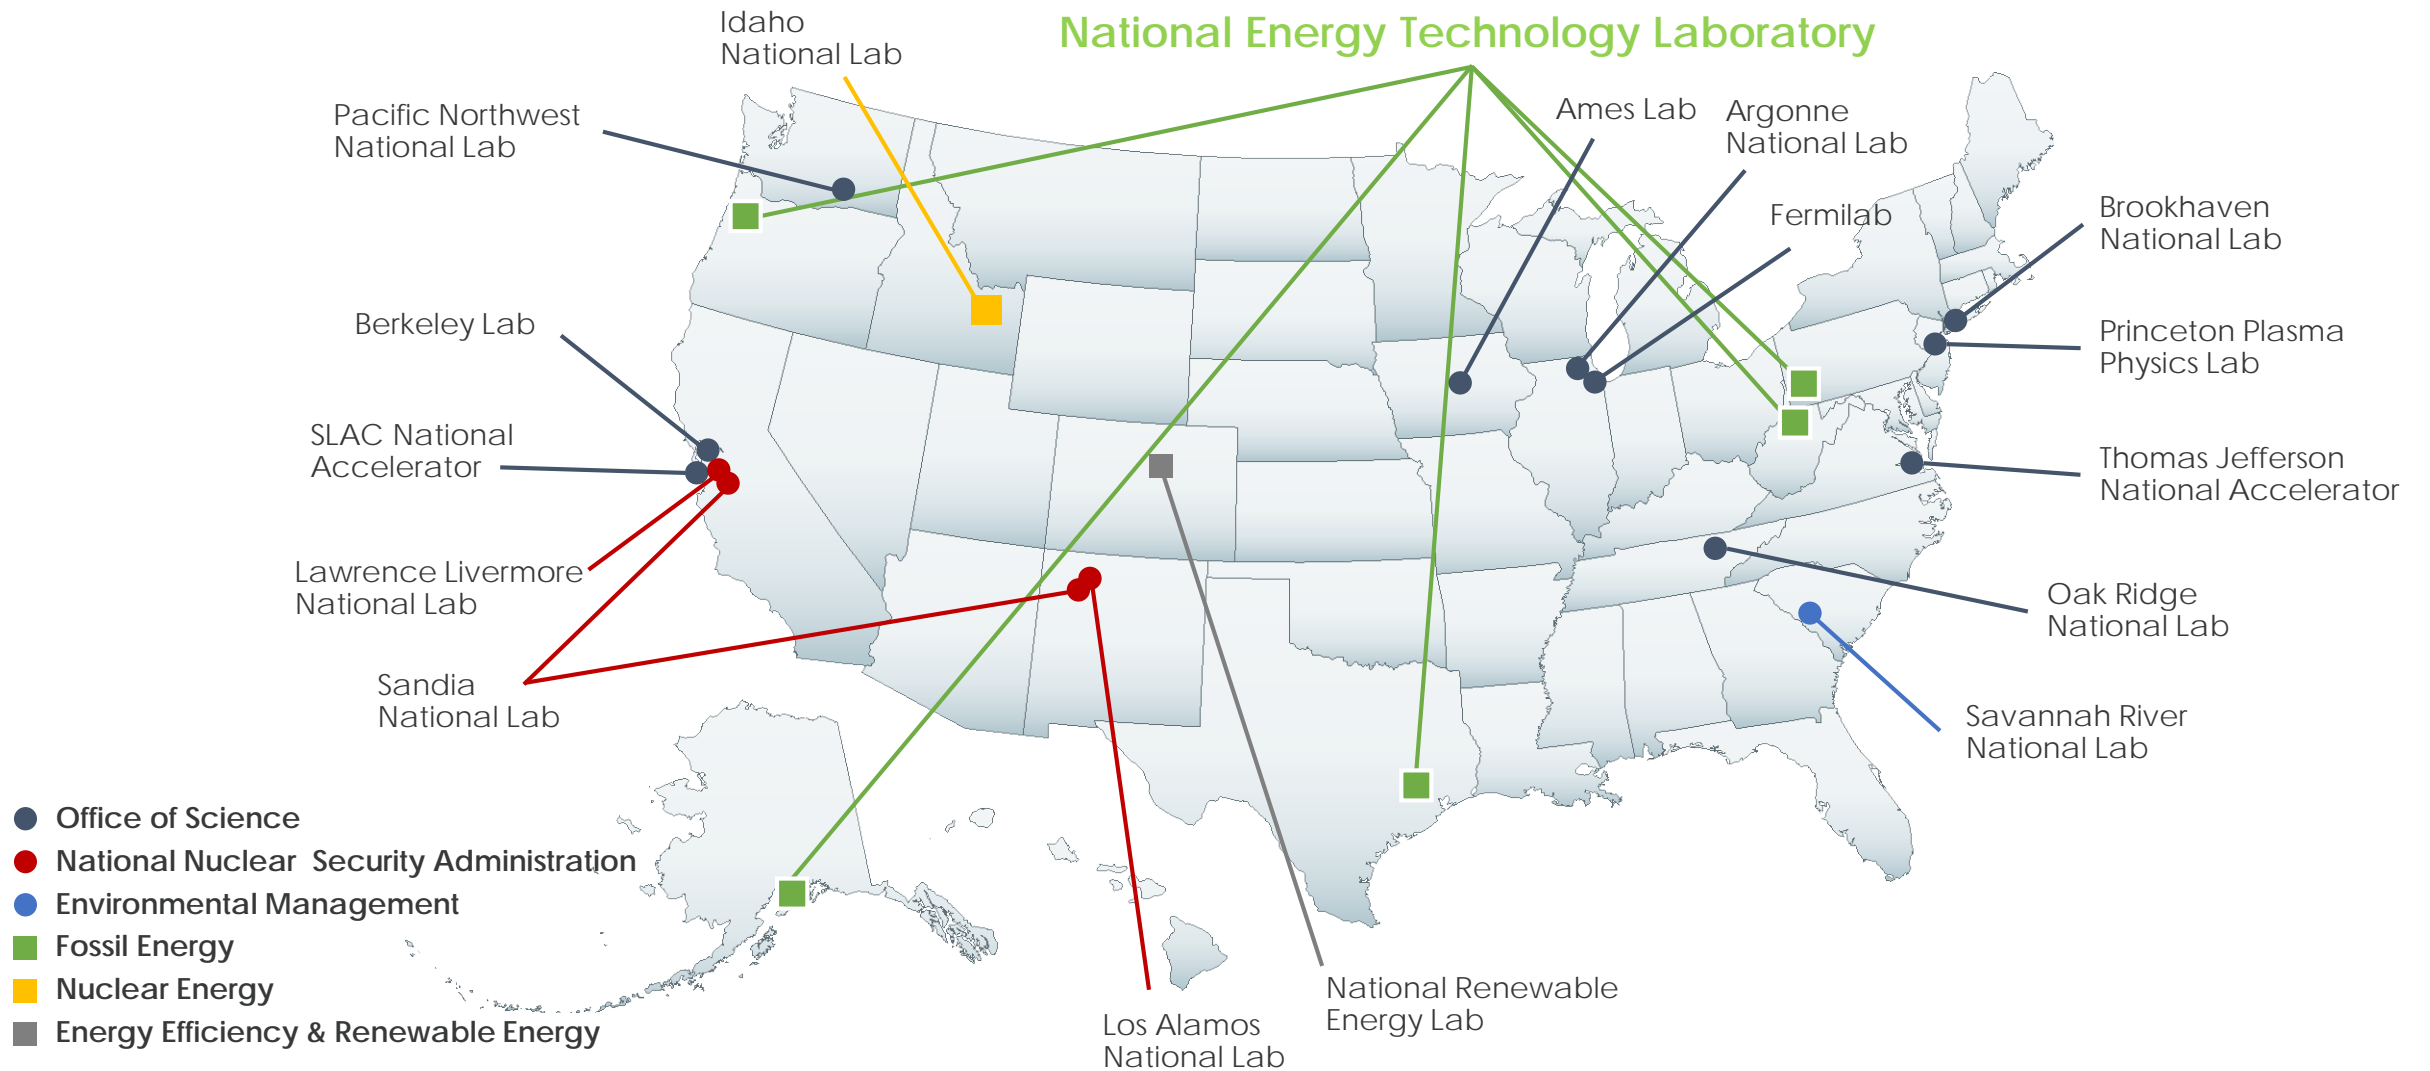 Idaho
National Lab
National Energy Technology Laboratory
Pacific Northwest
National Lab
Ames Lab
Argonne
National Lab
Fermilab
Brookhaven
National Lab
Berkeley Lab
Princeton Plasma
Physics Lab
SLAC National
Accelerator
Thomas Jefferson
National Accelerator
Lawrence Livermore
National Lab
Oak Ridge
National Lab
Sandia
National Lab
Savannah River
National Lab
Office of Science
National Nuclear  Security Administration
Environmental Management
Fossil Energy
Nuclear Energy
Energy Efficiency & Renewable Energy
National Renewable
Energy Lab
Los Alamos
National Lab